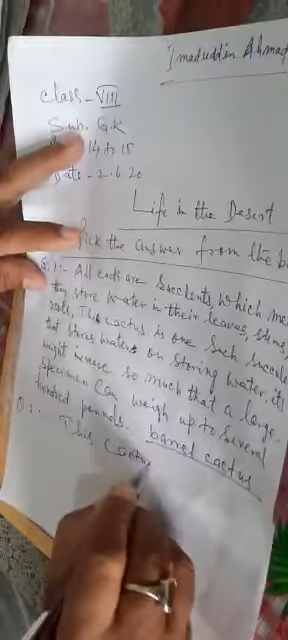 Imaduddin Ahmad
Class - VIII
Sub. G.K
14 to 15
Date - 2.6.20
Life in the Desert
Pick the answer from the b
Q.1:- All cacti are succulents, which me
they store water in their leaves, stems,
This cactus is one such succule
that stores water. On storing water, its
might increase so much that a large
specimen can weigh up to several
hundred pounds. barrel cactus
This Cactus